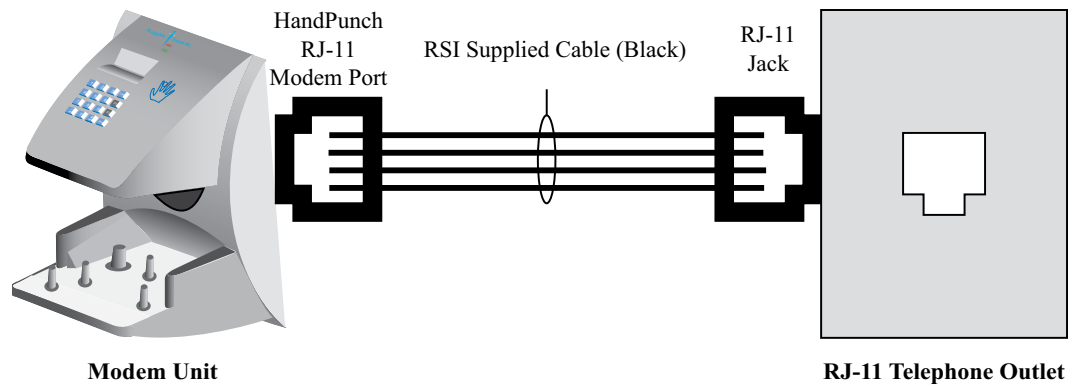 HandPunch
RJ-11
Modem Port
RSI Supplied Cable (Black)
RJ-11
Jack
Modem Unit
RJ-11 Telephone Outlet